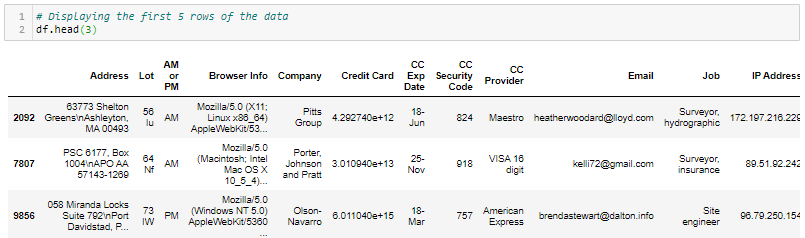 1 # Displaying the first 5 rows of the data
2 df.head(3)
Address Lot AM or PM Browser Info Company Credit Card CC Exp Date CC Security Code CC Provider Email Job IP Address
2092 63773 Shelton Greens\nAshleyton, MA 00493 56 lu AM Mozilla/5.0 (X11; Linux x86_64) AppleWebKit/53... Pitts Group 4.292740e+12 18-Jun 824 Maestro heatherwoodard@lloyd.com Surveyor, hydrographic 172.197.216.229
7807 PSC 6177, Box 1004\nAPO AA 57143-1269 64 Nf AM Mozilla/5.0 (Macintosh; Intel Mac OS X 10_5_4)... Porter, Johnson and Pratt 3.010940e+13 25-Nov 918 VISA 16 digit kelli72@gmail.com Surveyor, insurance 89.51.92.242
9856 058 Miranda Locks Suite 792\nPort Davidstad, P... 73 IW PM Mozilla/5.0 (Windows NT 5.0) AppleWebKit/5360 ... Olson-Navarro 6.011040e+15 18-Mar 757 American Express brendastewart@dalton.info Site engineer 96.79.250.154